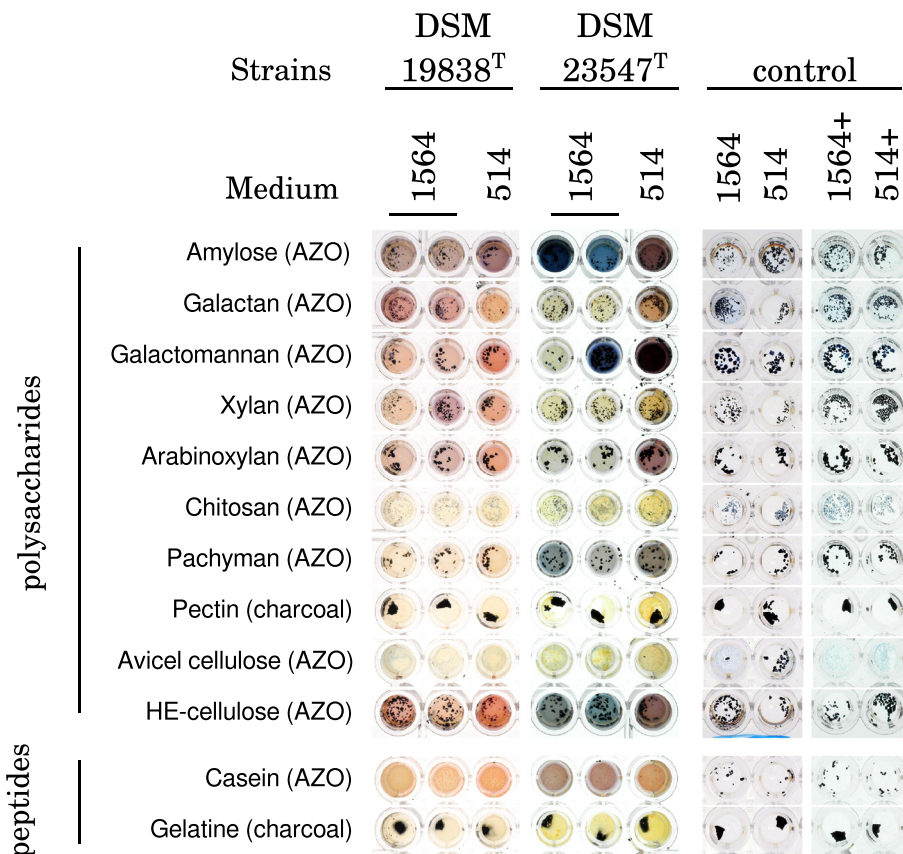 DSM DSM
Strains 19838ᵀ 23547ᵀ control
Medium 1564 514 1564 514 1564 514 1564+ 514+
polysaccharides
Amylose (AZO)
Galactan (AZO)
Galactomannan (AZO)
Xylan (AZO)
Arabinoxylan (AZO)
Chitosan (AZO)
Pachyman (AZO)
Pectin (charcoal)
Avicel cellulose (AZO)
HE-cellulose (AZO)
peptides
Casein (AZO)
Gelatine (charcoal)